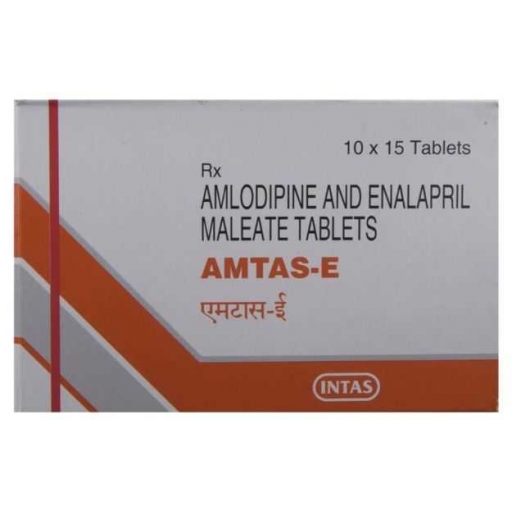 10 x 15 Tablets
Rx
AMLODIPINE AND ENALAPRIL
MALEATE TABLETS
AMTAS-E
एमटास-ई
INTAS